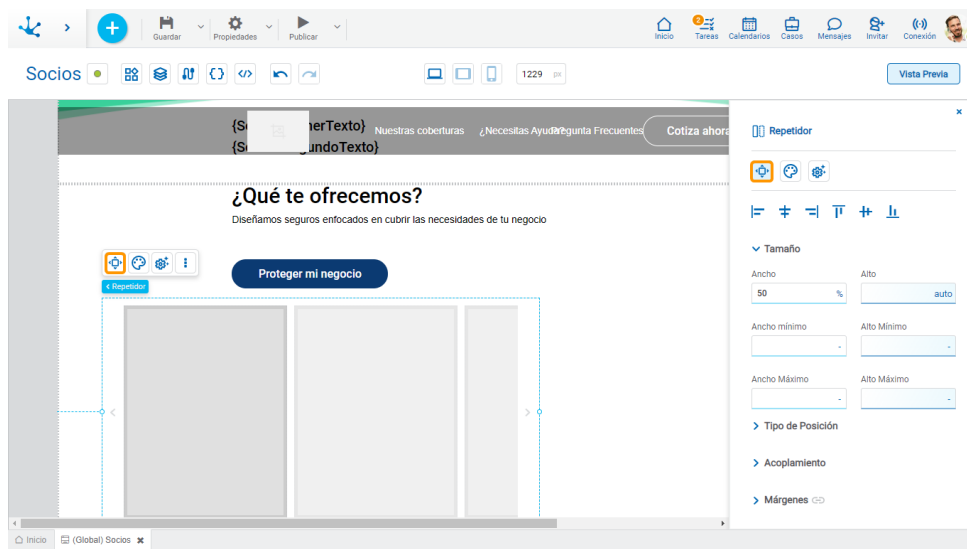 Guardar
Propiedades
Publicar
Inicio
2
Tareas
Calendarios
Casos
Mensajes
Invitar
Conexión
Socios
1229 px
Vista Previa
nerTexto}
Nuestras coberturas
¿Necesitas
Frecuentes
Cotiza ahora
undoTexto}
¿Qué te ofrecemos?
Diseñamos seguros enfocados en cubrir las necesidades de tu negocio
Proteger mi negocio
Repetidor
Repetidor
Tamaño
Ancho
Alto
50 %
auto
Ancho mínimo
Alto Mínimo
-
-
Ancho Máximo
Alto Máximo
-
-
Tipo de Posición
Acoplamiento
Márgenes
Inicio
(Global) Socios